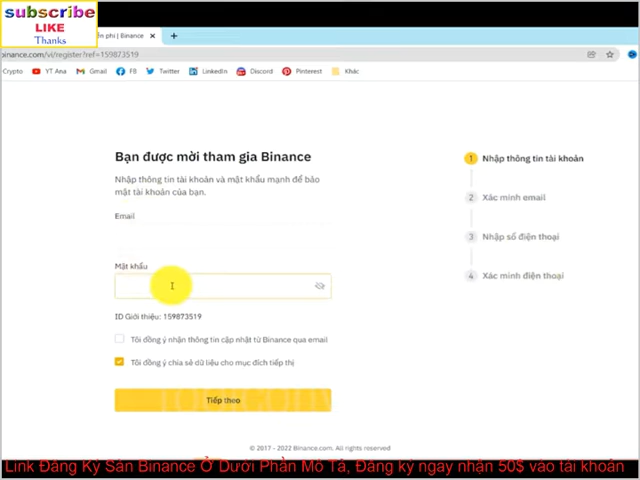 subscribe
LIKE
Thanks
ễn phí | Binance
binance.com/vi/register?ref=159873519
Crypto YT Ana Gmail FB Twitter LinkedIn Discord Pinterest Khác
Bạn được mời tham gia Binance
Nhập thông tin tài khoản và mật khẩu mạnh để bảo
mật tài khoản của bạn.
Email
Mật khẩu
ID Giới thiệu: 159873519
Tôi đồng ý nhận thông tin cập nhật từ Binance qua email
Tôi đồng ý chia sẻ dữ liệu cho mục đích tiếp thị
Tiếp theo
1 Nhập thông tin tài khoản
2 Xác minh email
3 Nhập số điện thoại
4 Xác minh điện thoại
© 2017 - 2022 Binance.com. All rights reserved
Link Đăng Ký Sàn Binance Ở Dưới Phần Mô Tả, Đăng ký ngay nhận 50$ vào tài khoản